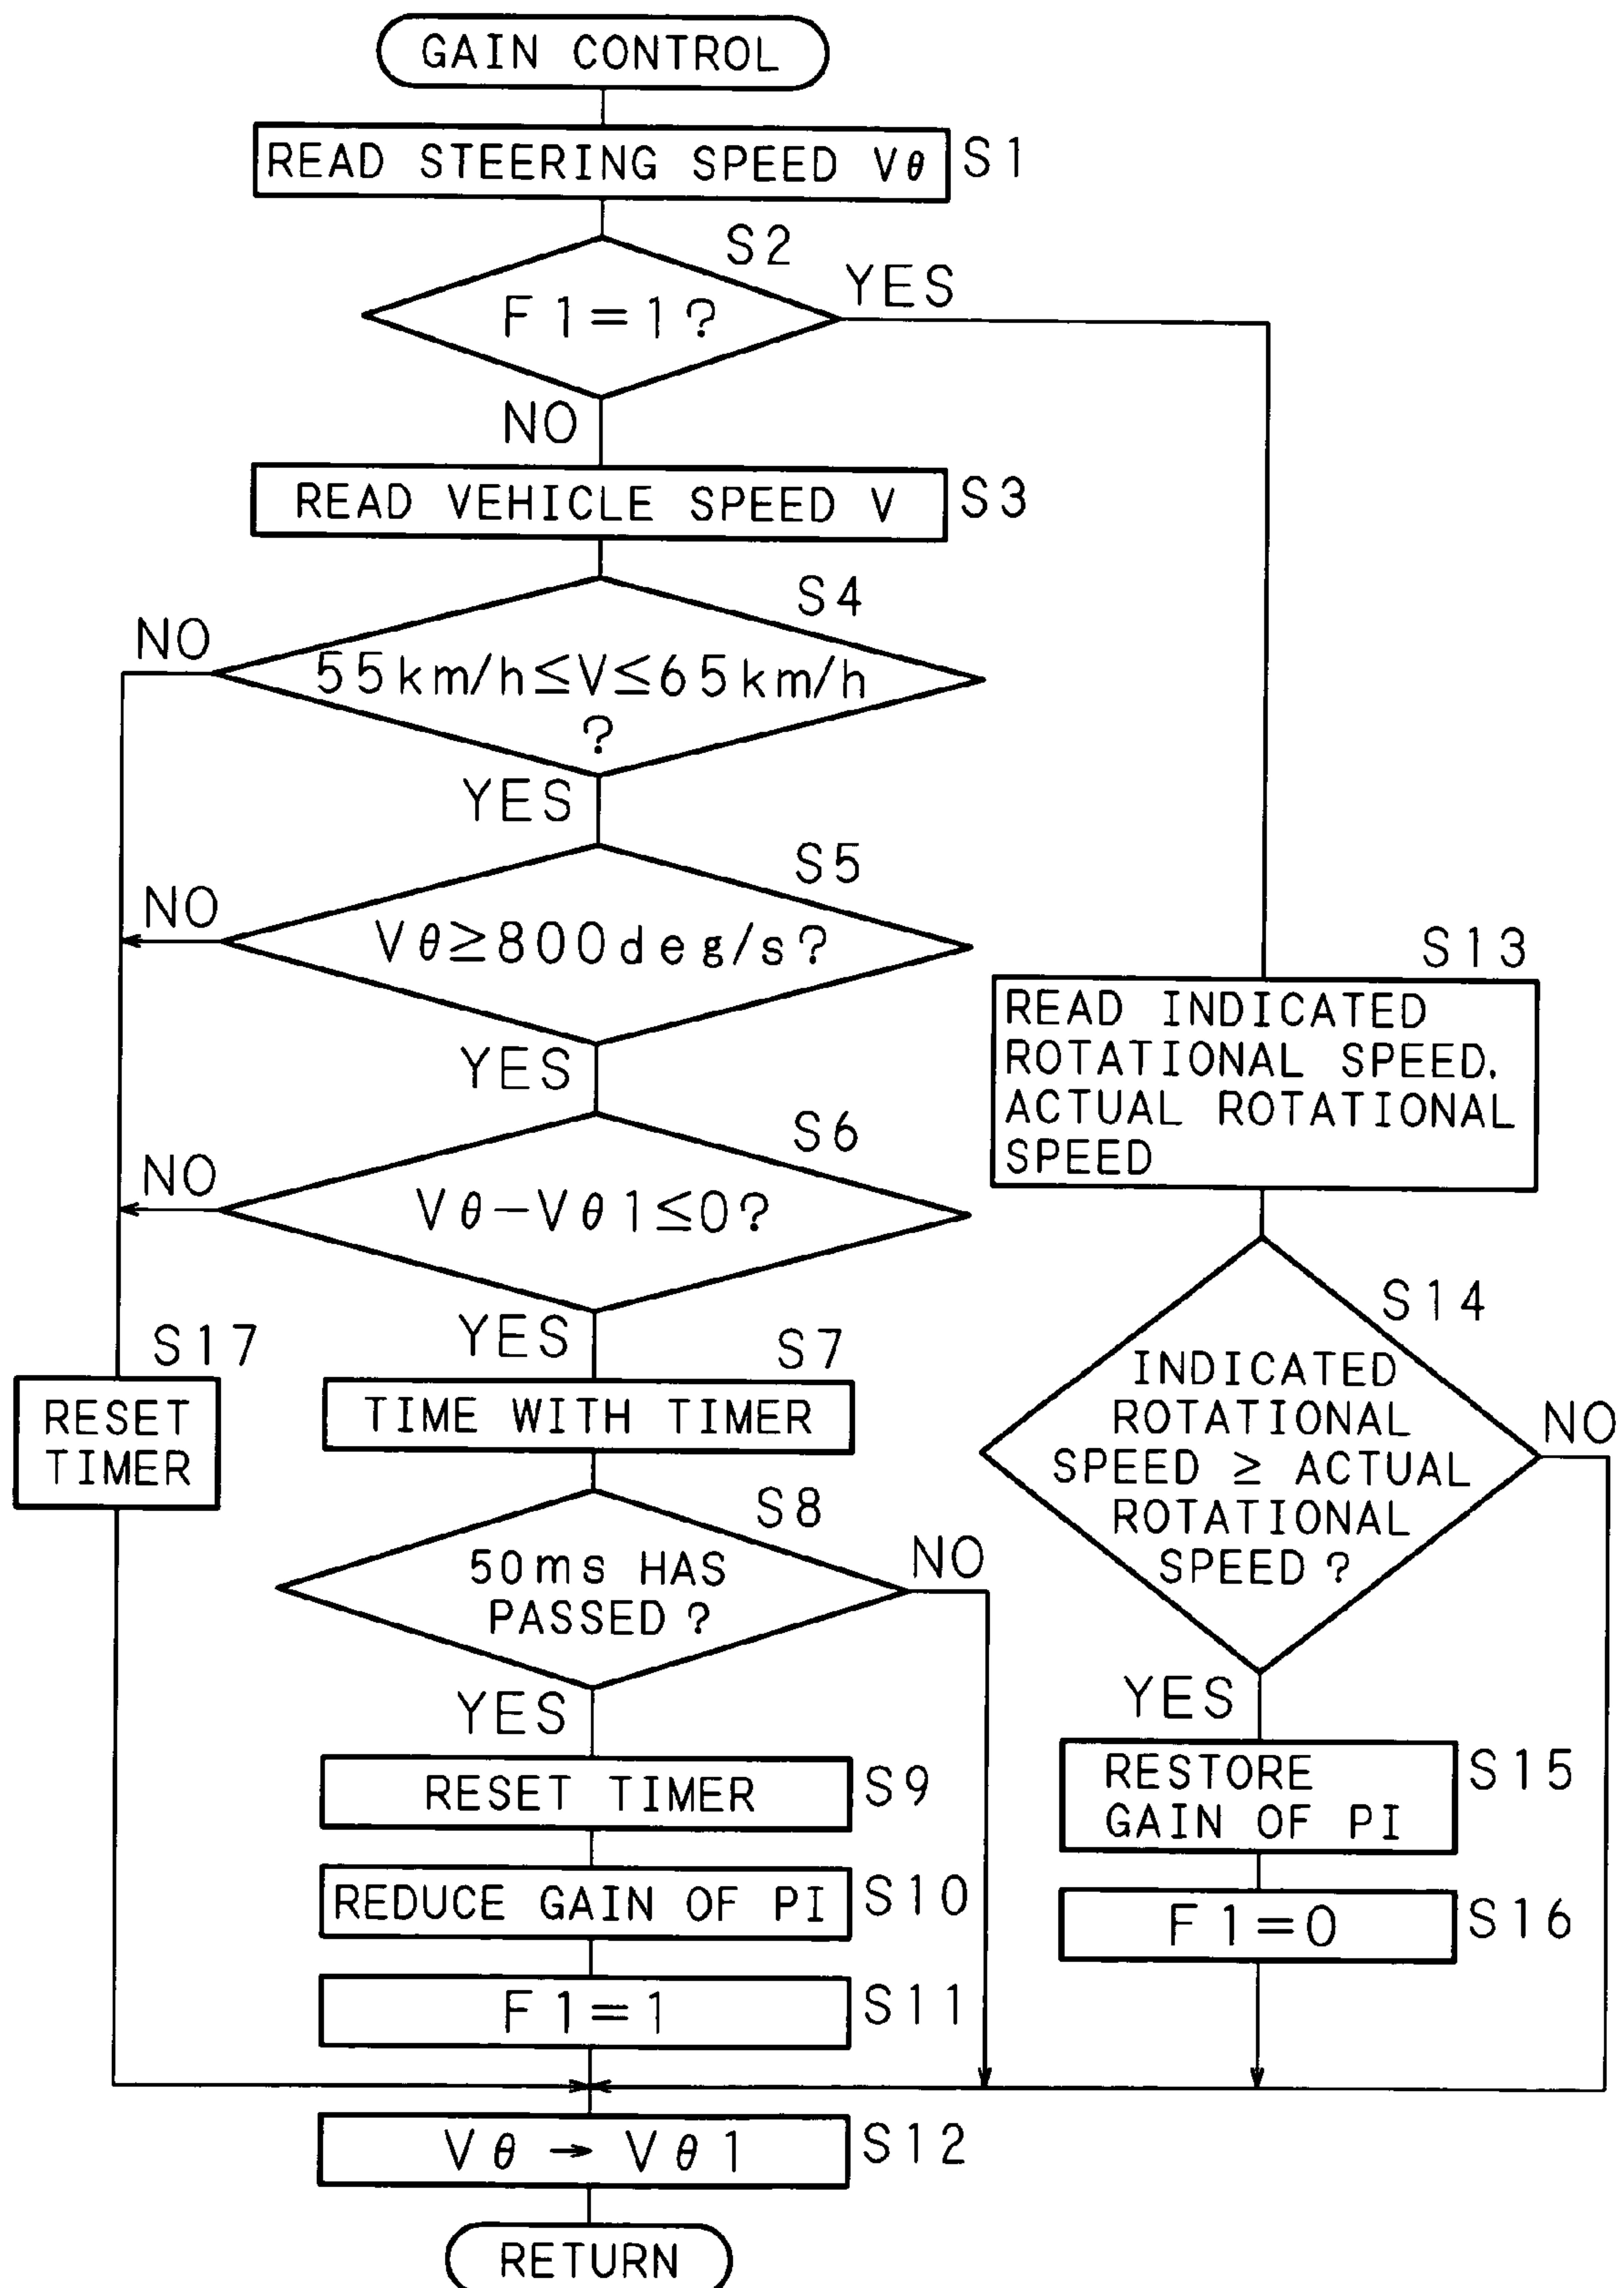 GAIN CONTROL
READ STEERING SPEED Vθ
S1
S2
F1=1?
YES
NO
READ VEHICLE SPEED V
S3
S4
NO
55km/h≤V≤65km/h
?
YES
S5
NO
Vθ≥800deg/s?
YES
S6
NO
Vθ−Vθ1≤0?
YES
S17
RESET
TIMER
S7
TIME WITH TIMER
S8
50ms HAS
PASSED?
NO
YES
RESET TIMER
S9
REDUCE GAIN OF PI
S10
F1=1
S11
S13
READ INDICATED
ROTATIONAL SPEED.
ACTUAL ROTATIONAL
SPEED
S14
INDICATED
ROTATIONAL
SPEED ≥ ACTUAL
ROTATIONAL
SPEED?
NO
YES
RESTORE
GAIN OF PI
S15
F1=0
S16
Vθ → Vθ1
S12
RETURN